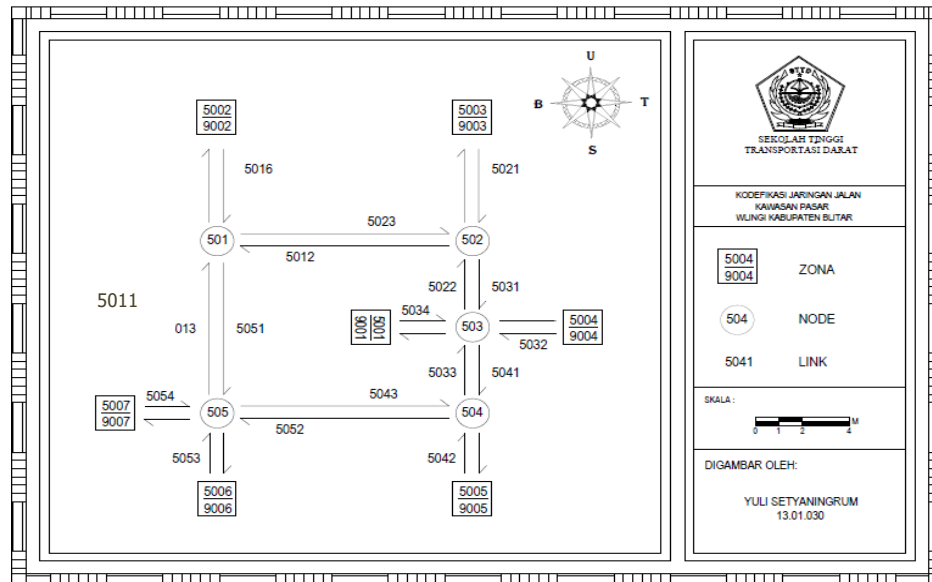 U
B
T
S
5002
9002
5003
9003
5016
5021
501
5023
5012
502
5011
013
5051
5022
5031
5001
9001
5034
503
5004
9004
5032
5033
5041
5007
9007
5054
505
5043
5052
504
5053
5042
5006
9006
5005
9005
STTD
SEKOLAH TINGGI
TRANSPORTASI DARAT
KODEFIKASI JARINGAN JALAN
KAWASAN PASAR
WLINGI KABUPATEN BLITAR
5004
9004
ZONA
504
NODE
5041
LINK
SKALA :
0 1 2 4 M
DIGAMBAR OLEH:
YULI SETYANINGRUM
13.01.030